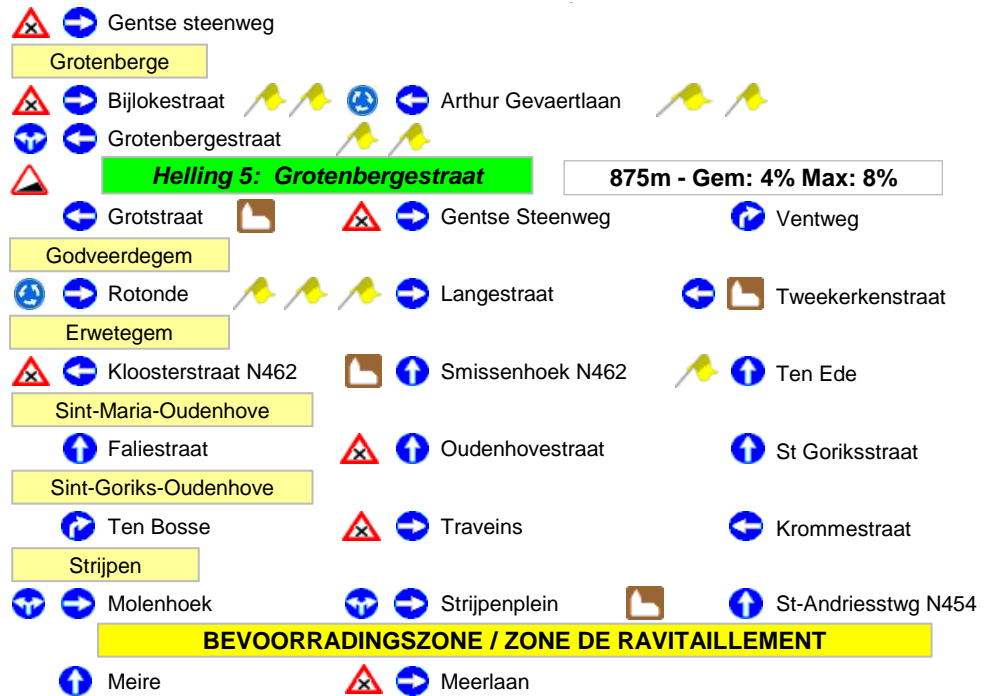 Gentse steenweg
Grotenberge
Bijlokestraat Arthur Gevaertlaan
Grotenbergestraat
Helling 5: Grotenbergestraat 875m - Gem: 4% Max: 8%
Grotstraat Gentse Steenweg Ventweg
Godveerdegem
Rotonde Langestraat Tweekerkenstraat
Erwetegem
Kloosterstraat N462 Smissenhoek N462 Ten Ede
Sint-Maria-Oudenhove
Faliestraat Oudenhovestraat St Goriksstraat
Sint-Goriks-Oudenhove
Ten Bosse Traveins Krommestraat
Strijpen
Molenhoek Strijpenplein St-Andriesstwg N454
BEVOORRADINGSZONE / ZONE DE RAVITAILLEMENT
Meire Meerlaan